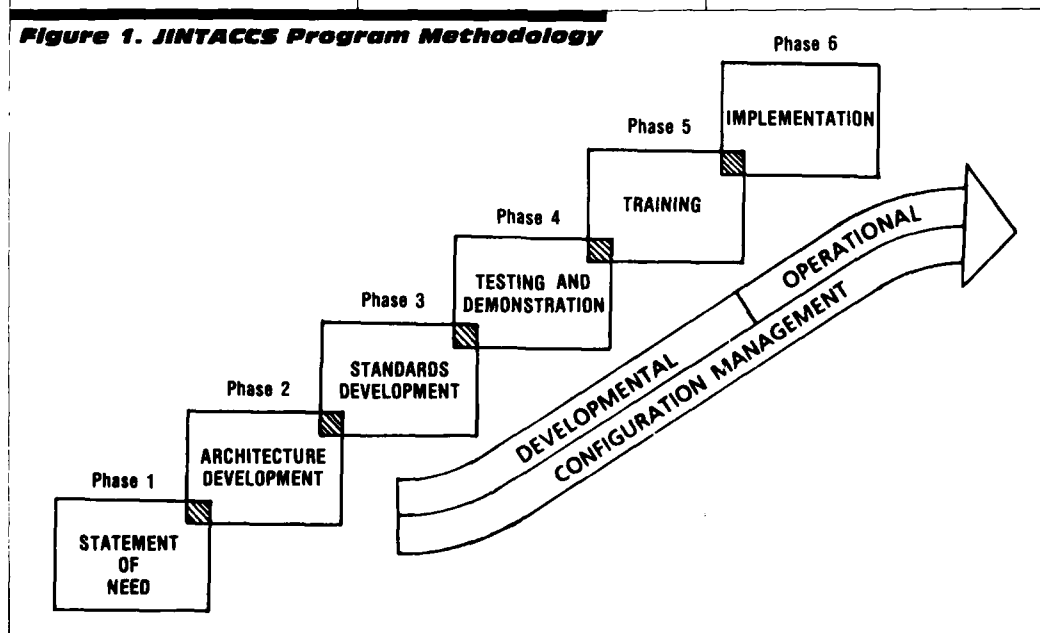 Figure 1. JINTACCS Program Methodology
Phase 1
STATEMENT
OF
NEED
Phase 2
ARCHITECTURE
DEVELOPMENT
Phase 3
STANDARDS
DEVELOPMENT
Phase 4
TESTING AND
DEMONSTRATION
Phase 5
TRAINING
Phase 6
IMPLEMENTATION
DEVELOPMENTAL
OPERATIONAL
CONFIGURATION MANAGEMENT